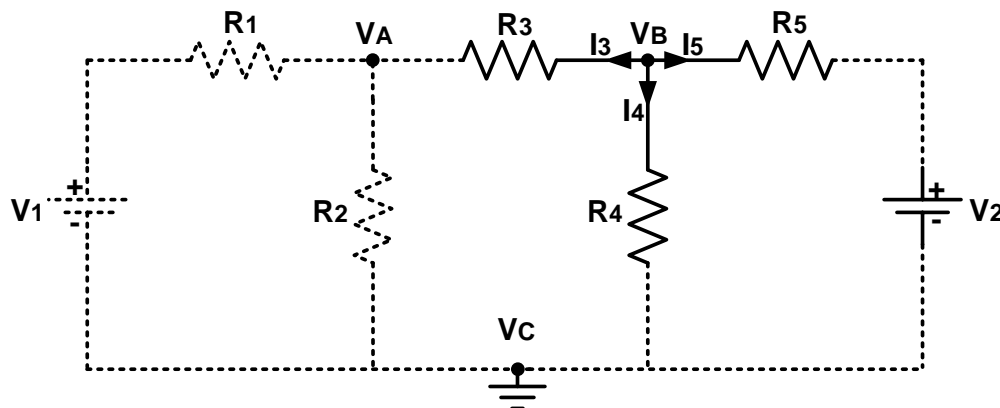 R1 VA R3 I3 VB I5 R5
I4
+ +
V1 R2 R4 V2
- -
VC